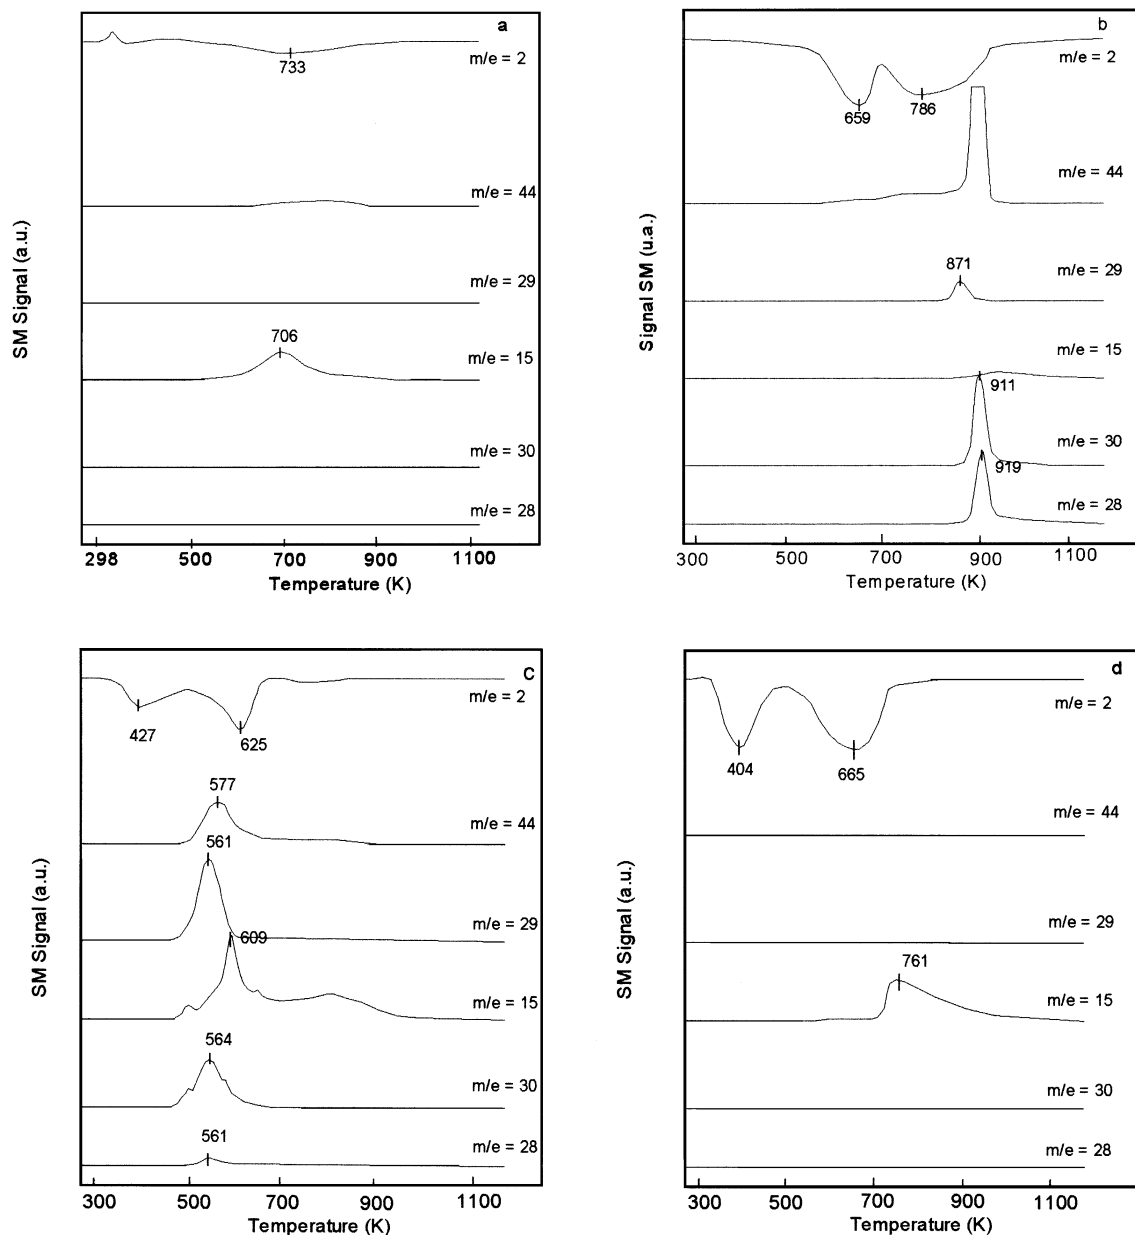 a
m/e = 2
733
m/e = 44
m/e = 29
706
m/e = 15
m/e = 30
m/e = 28
SM Signal (a.u.)
298 500 700 900 1100
Temperature (K)
b
m/e = 2
659 786
m/e = 44
871
m/e = 29
m/e = 15
911
m/e = 30
919
m/e = 28
Signal SM (u.a.)
300 500 700 900 1100
Temperature (K)
c
m/e = 2
427 625
577
m/e = 44
561
m/e = 29
609
m/e = 15
564
m/e = 30
561
m/e = 28
SM Signal (a.u.)
300 500 700 900 1100
Temperature (K)
d
m/e = 2
404 665
m/e = 44
m/e = 29
761
m/e = 15
m/e = 30
m/e = 28
SM Signal (a.u.)
300 500 700 900 1100
Temperature (K)